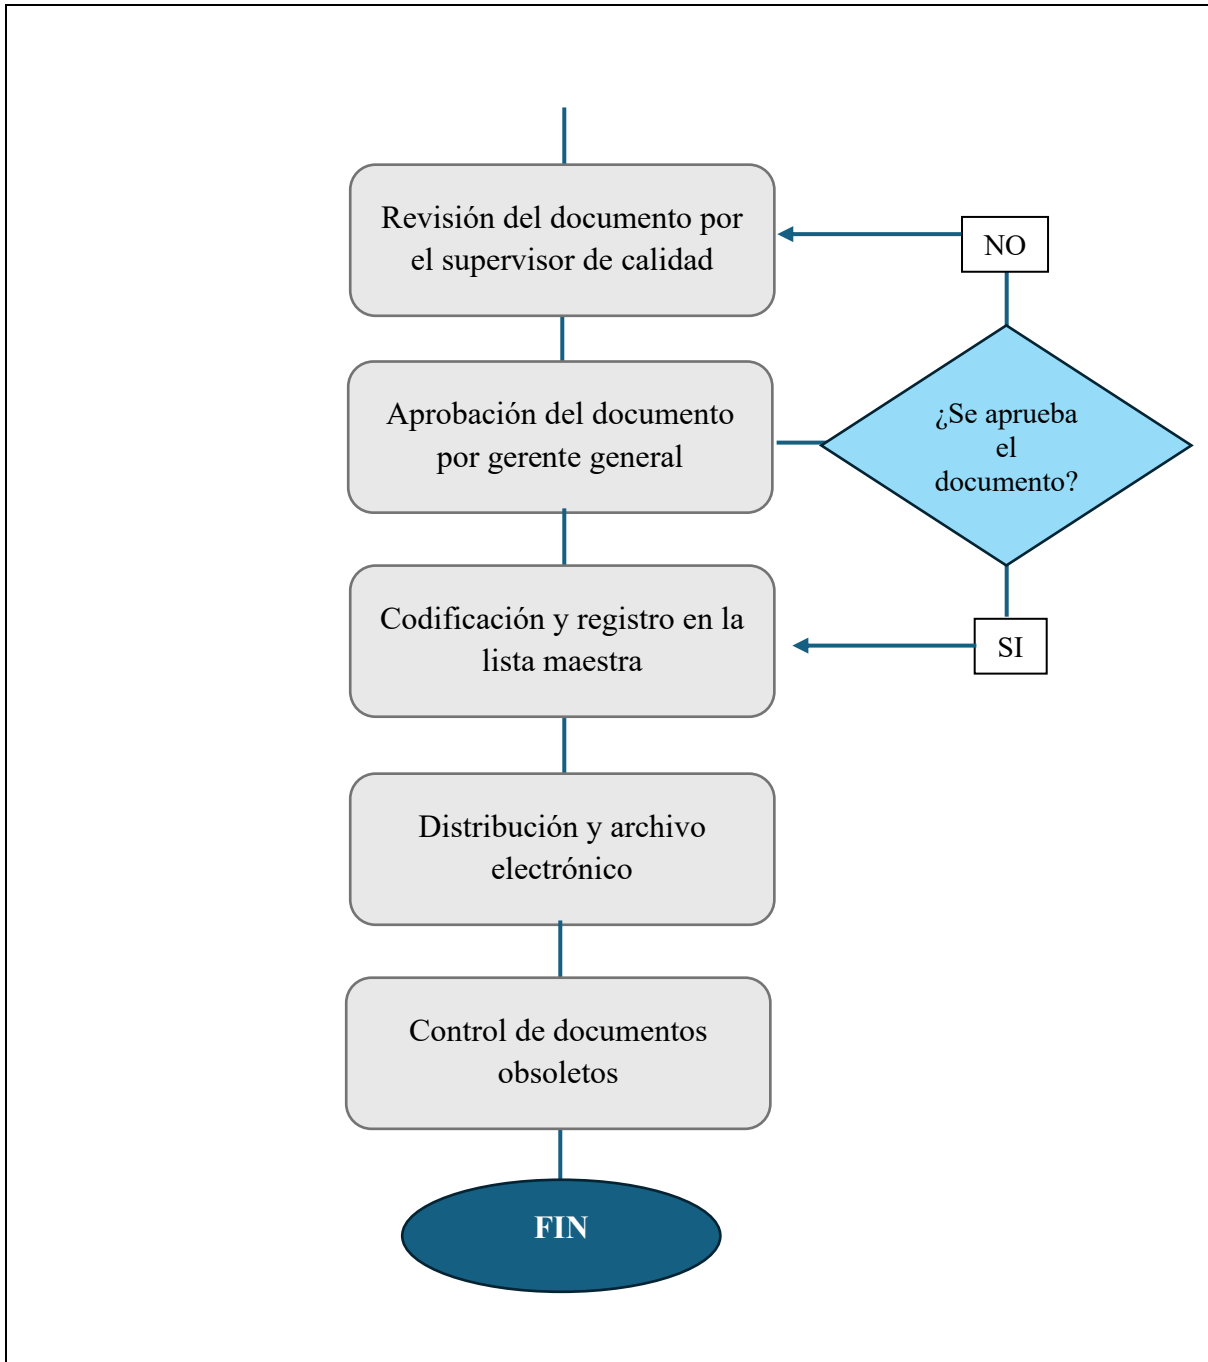 Revisión del documento por
el supervisor de calidad
NO
Aprobación del documento
por gerente general
¿Se aprueba
el
documento?
Codificación y registro en la
lista maestra
SI
Distribución y archivo
electrónico
Control de documentos
obsoletos
FIN